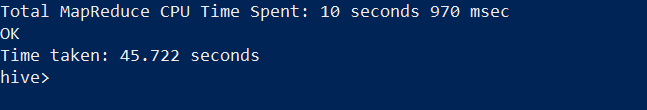 Total MapReduce CPU Time Spent: 10 seconds 970 msec
OK
Time taken: 45.722 seconds
hive>